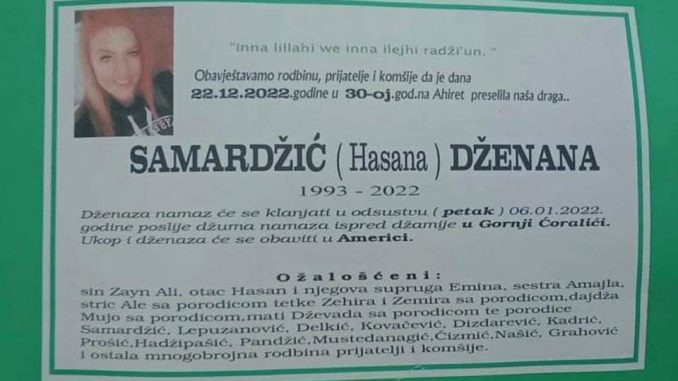 "Inna lillahi we inna ilejhi radži'un. "
Obavještavamo rodbinu, prijatelje i komšije da je dana
22.12.2022.godine u 30-oj.god.na Ahiret preselila naša draga..
SAMARDŽIĆ ( Hasana ) DŽENANA
1993 - 2022
Dženaza namaz će se klanjati u odsustvu ( petak ) 06.01.2022.
godine poslije džuma namaza ispred džamije u Gornji Ćoralići.
Ukop i dženaza će se obaviti u Americi.
Ožalošćeni:
sin Zayn Ali, otac Hasan i njegova supruga Emina, sestra Amajla,
stric Ale sa porodicom tetke Zehira i Zemira sa porodicom,dajdža
Mujo sa porodicom,mati Dževada sa porodicom te porodice
Samardžić, Lepuzanović, Delkić, Kovačević, Dizdarević, Kadrić,
Prošić,Hadžipašić, Pandžić,Mustedanagić,Čizmić,Našić, Grahović
i ostala mnogobrojna rodbina prijatelji i komšije.